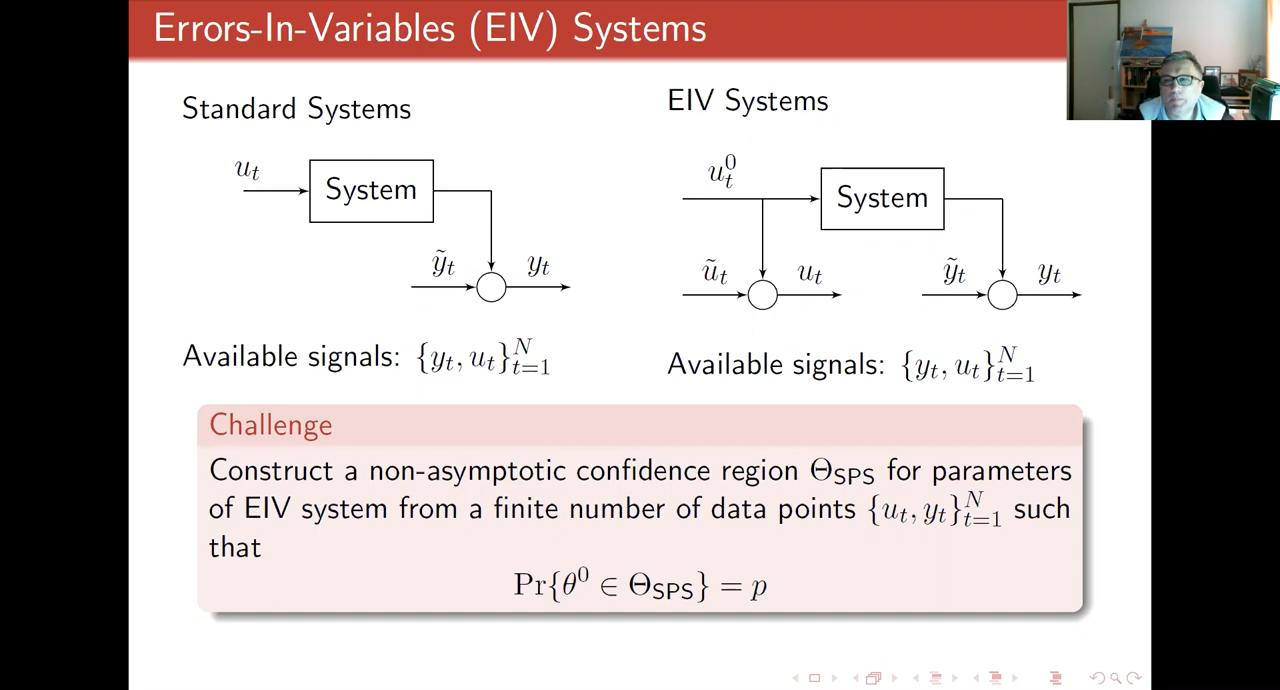 Errors-In-Variables (EIV) Systems
Standard Systems
u_t
System
ỹ_t
y_t
Available signals: {y_t, u_t}_{t=1}^N
EIV Systems
u_t^0
System
ũ_t
u_t
ỹ_t
y_t
Available signals: {y_t, u_t}_{t=1}^N
Challenge
Construct a non-asymptotic confidence region Θ_SPS for parameters
of EIV system from a finite number of data points {u_t, y_t}_{t=1}^N such
that
Pr{θ^0 ∈ Θ_SPS} = p